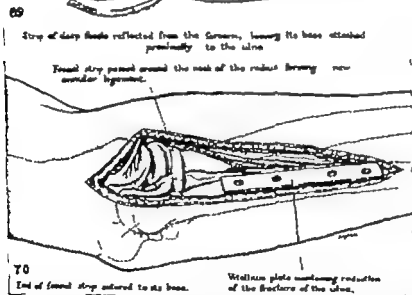 69
Strip of deep fascia reflected from the forearm, leaving its base attached
proximally to the ulna
Fascial strip passed around the neck of the radius forming new
annular ligament.
70
End of fascial strip sutured to its base.
Vitallium plate maintaining reduction
of the fracture of the ulna.